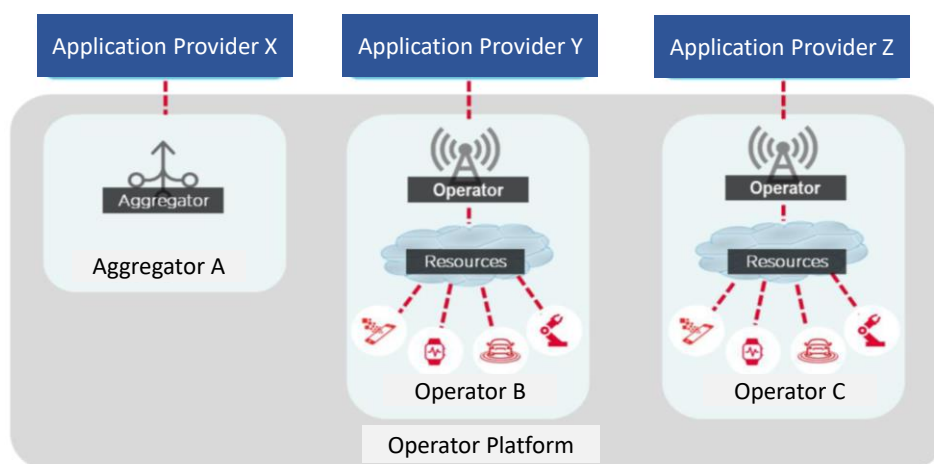 Application Provider X
Application Provider Y
Application Provider Z
Aggregator
Aggregator A
Operator
Resources
Operator B
Operator
Resources
Operator C
Operator Platform